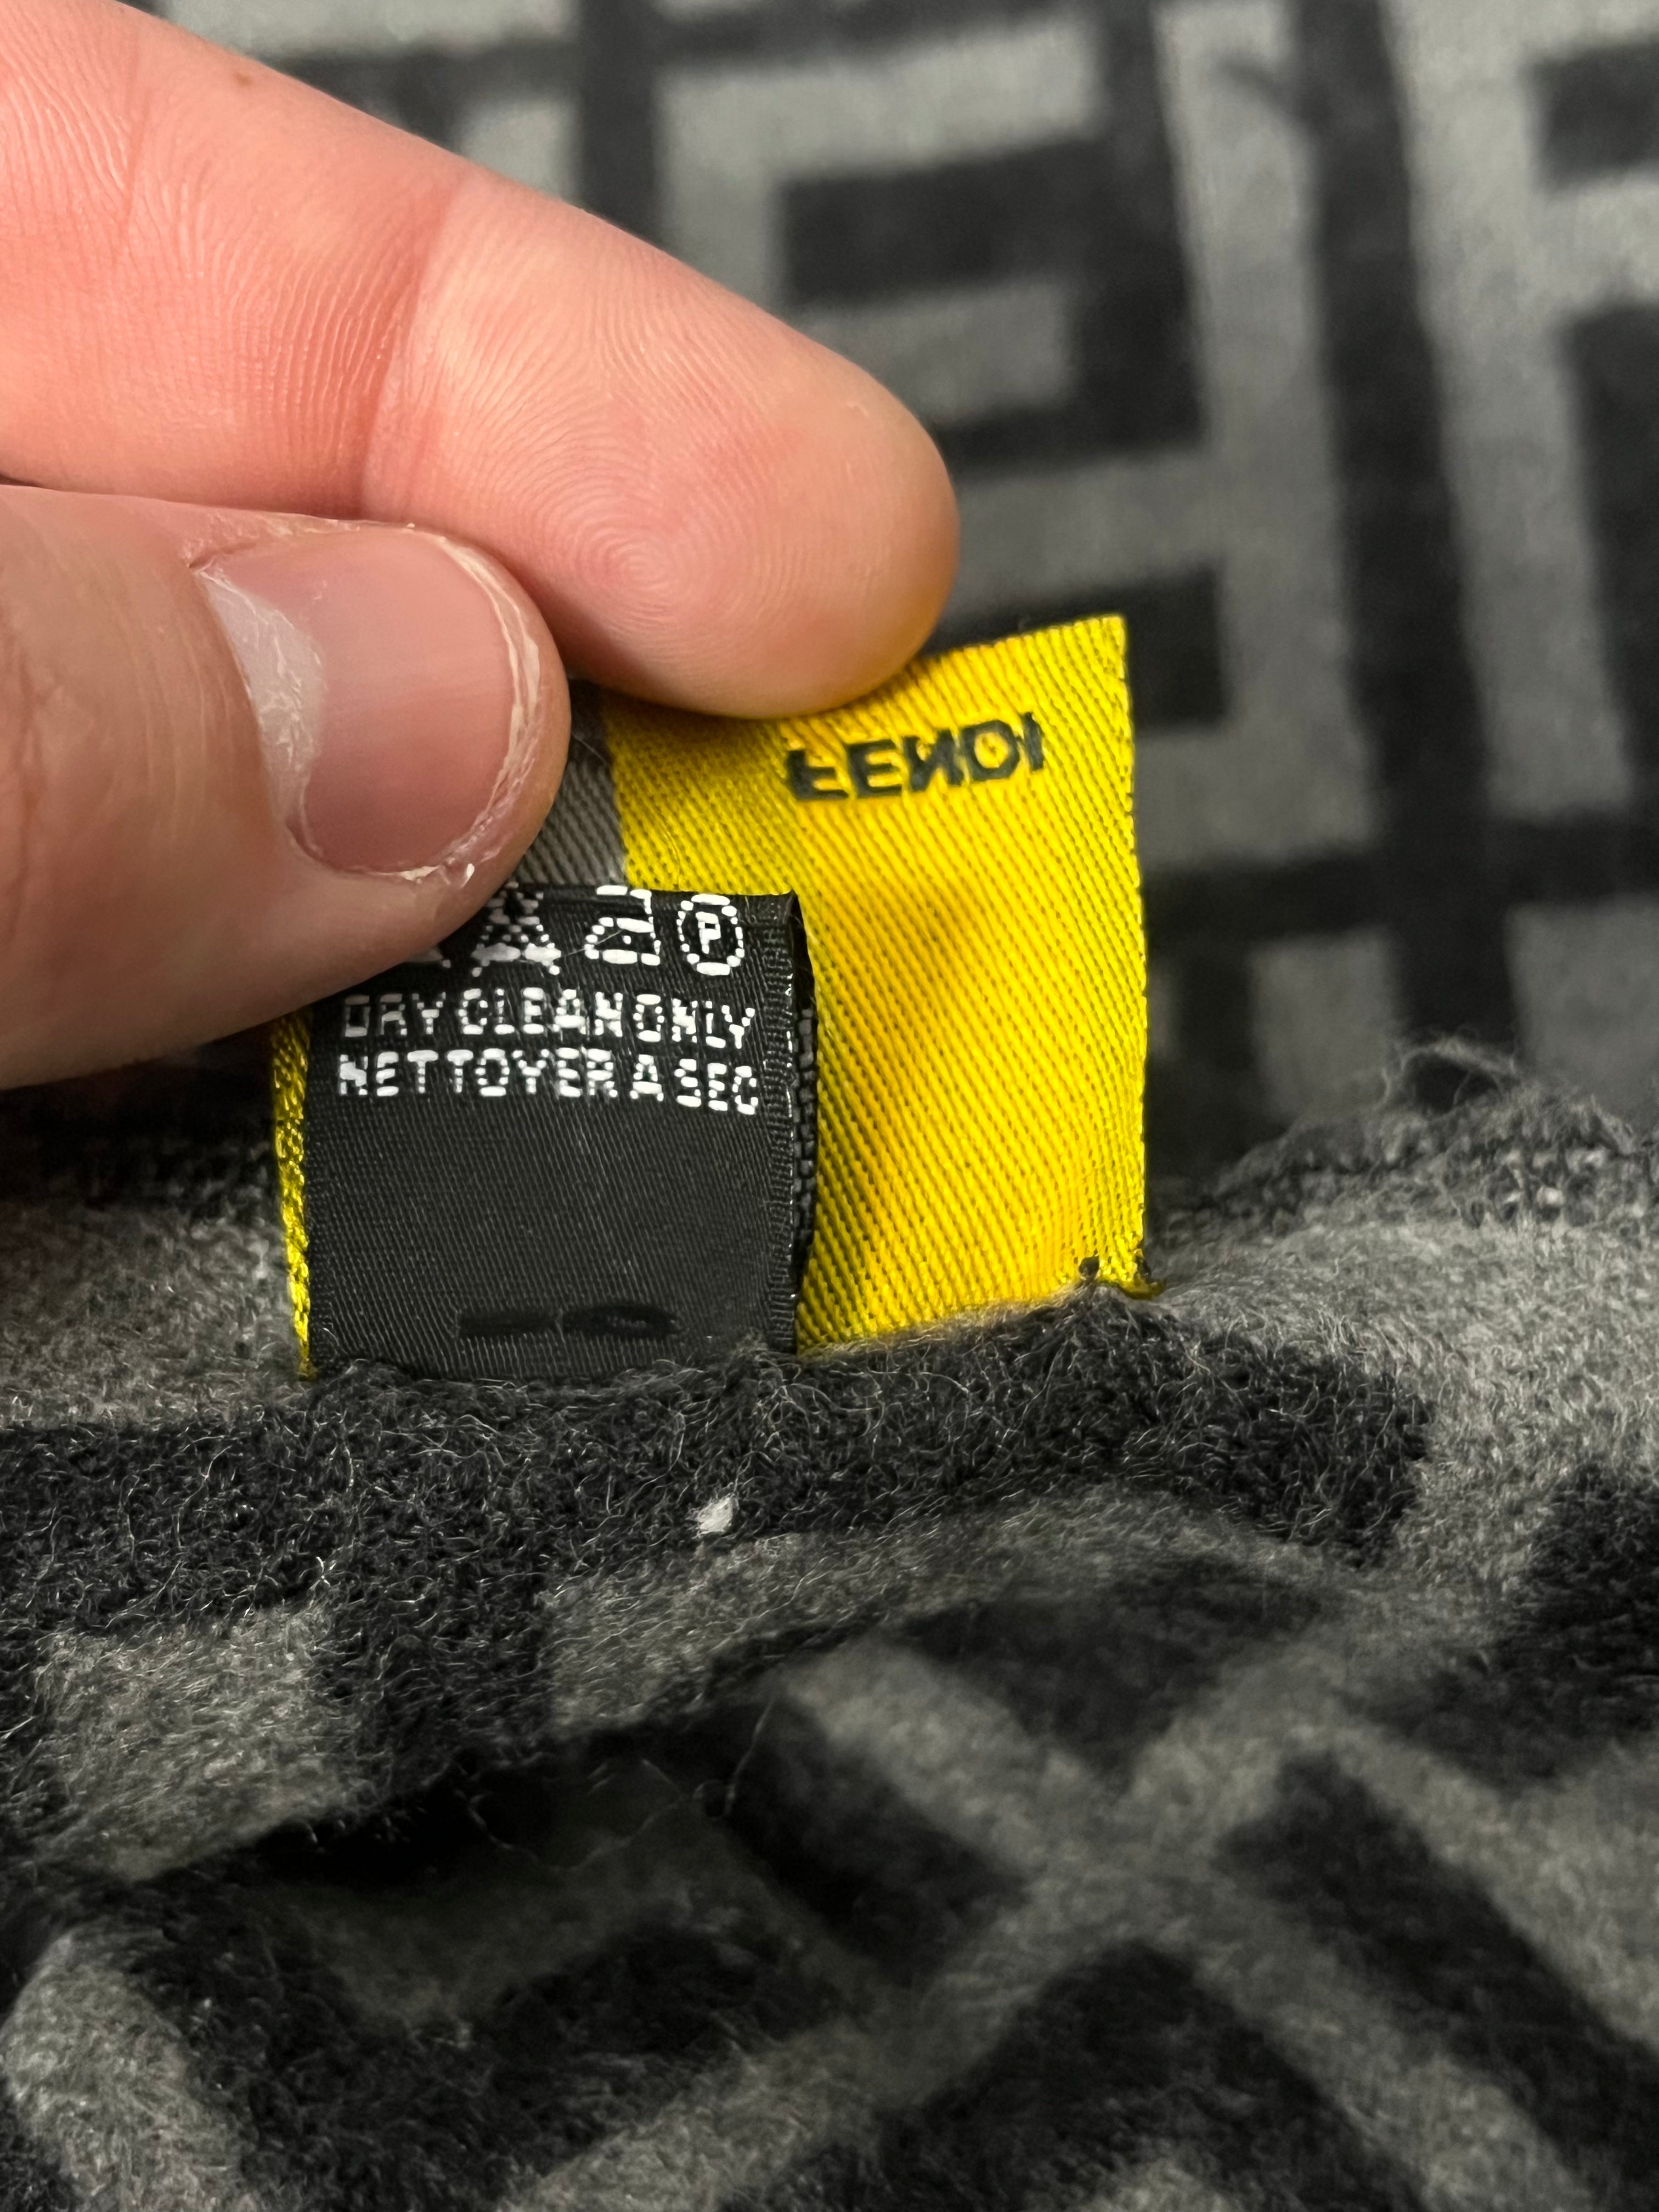 FENDI
P
DRY CLEAN ONLY
NETTOYER A SEC